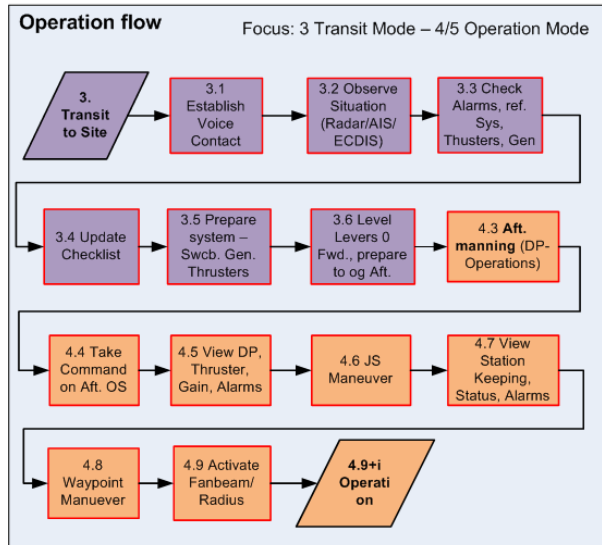 Operation flow
Focus: 3 Transit Mode – 4/5 Operation Mode
3.
Transit
to Site
3.1
Establish
Voice
Contact
3.2 Observe
Situation
(Radar/AIS/
ECDIS)
3.3 Check
Alarms, ref.
Sys,
Thusters, Gen
3.4 Update
Checklist
3.5 Prepare
system –
Swcb. Gen.
Thrusters
3.6 Level
Levers 0
Fwd., prepare
to og Aft.
4.3 Aft.
manning (DP-
Operations)
4.4 Take
Command
on Aft. OS
4.5 View DP,
Thruster,
Gain, Alarms
4.6 JS
Maneuver
4.7 View
Station
Keeping,
Status, Alarms
4.8
Waypoint
Manuever
4.9 Activate
Fanbeam/
Radius
4.9+i
Operati
on